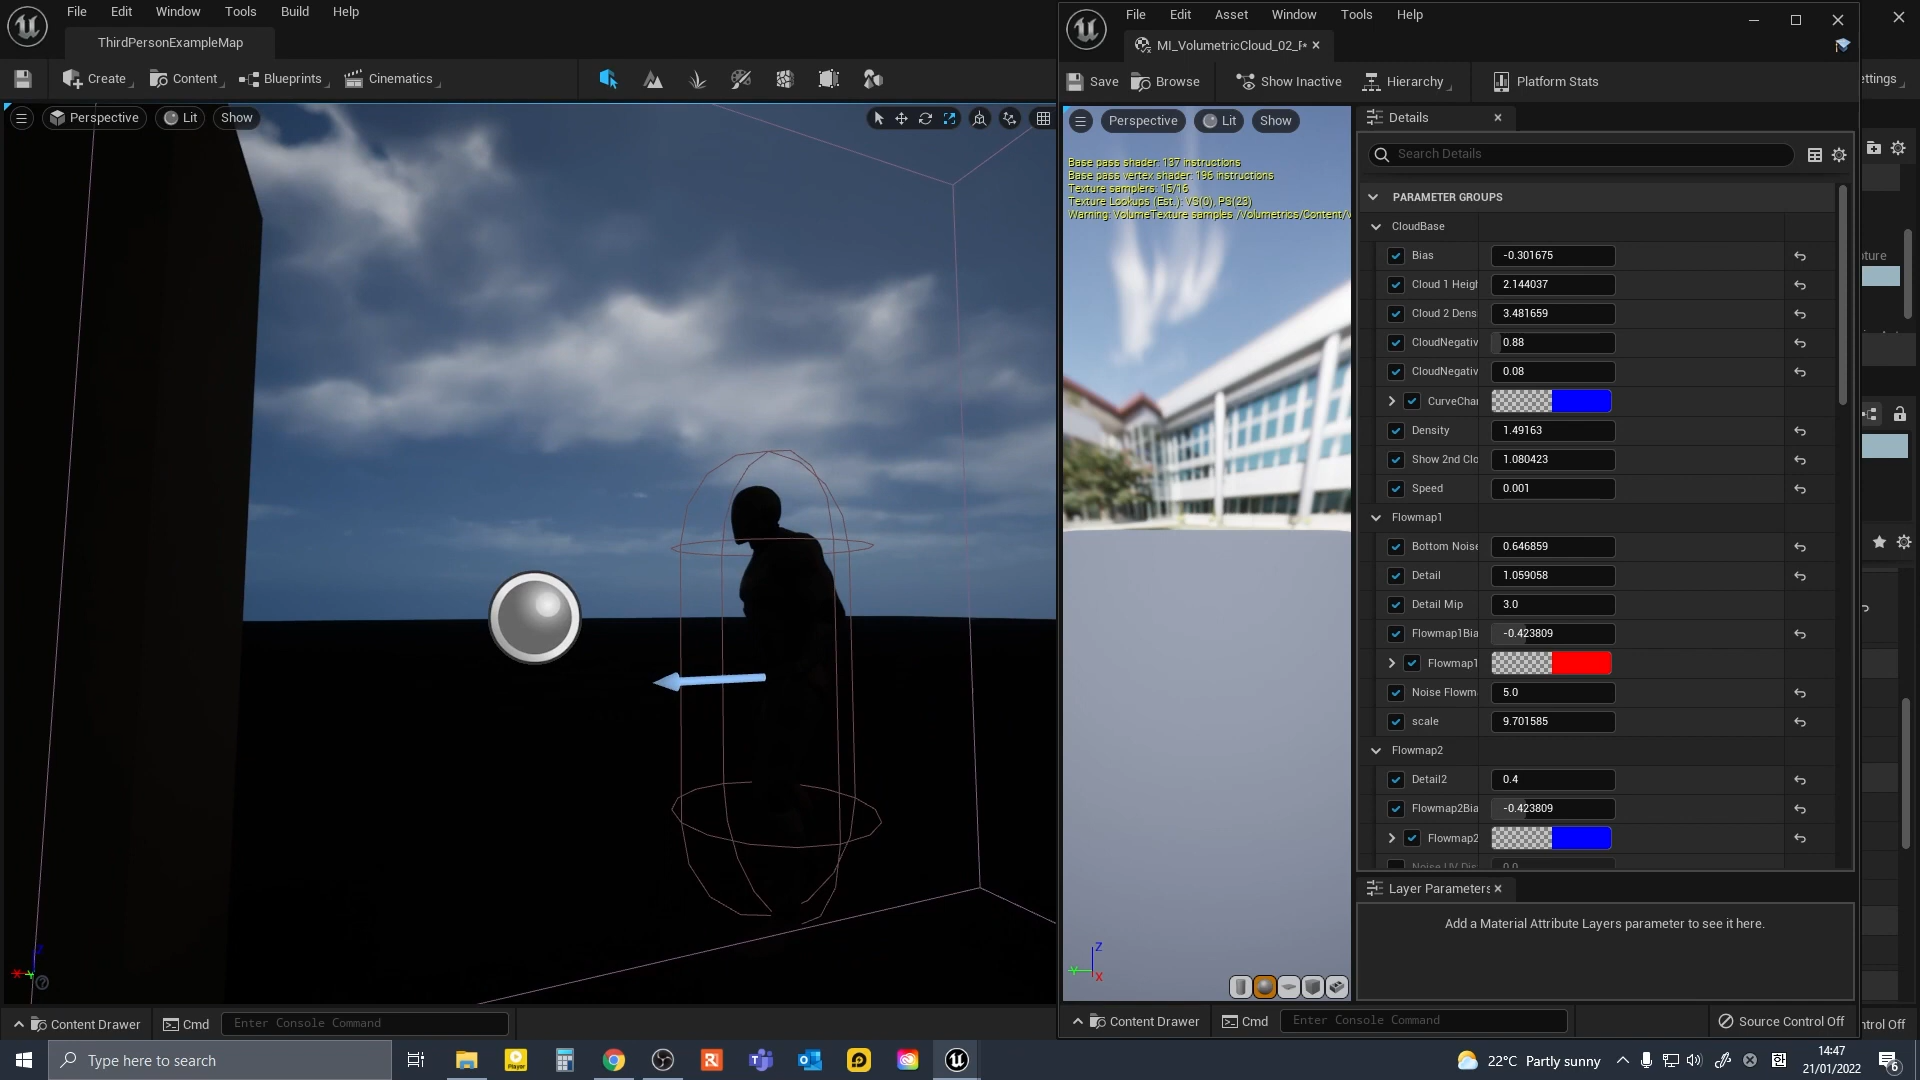 File Edit Window Tools Build Help
ThirdPersonExampleMap
Create Content Blueprints Cinematics
Perspective Lit Show
File Edit Asset Window Tools Help
MI_VolumetricCloud_02_F*
Save Browse Show Inactive Hierarchy Platform Stats
ettings
Perspective Lit Show
Base pass shader: 137 instructions
Base pass vertex shader: 196 instructions
Texture samplers: 15/16
Texture Lookups (Est.): VS(0), PS(23)
Warning: VolumeTexture samples /Volumetrics/Content/V
Z
Y
X
Details
Search Details
PARAMETER GROUPS
CloudBase
Bias -0.301675
Cloud 1 Heigh 2.144037
Cloud 2 Dens 3.481659
CloudNegativ 0.88
CloudNegativ 0.08
CurveChar
Density 1.49163
Show 2nd Clo 1.080423
Speed 0.001
Flowmap1
Bottom Noise 0.646859
Detail 1.059058
Detail Mip 3.0
Flowmap1Bia -0.423809
Flowmap1
Noise Flowm 5.0
scale 9.701585
Flowmap2
Detail2 0.4
Flowmap2Bia -0.423809
Flowmap2
Noise UV Dis 0.0
Layer Parameters
Add a Material Attribute Layers parameter to see it here.
ture
Content Drawer Cmd Enter Console Command
Content Drawer Cmd Enter Console Command Source Control Off
ntrol Off
Type here to search
22°C Partly sunny
14:47
21/01/2022
6